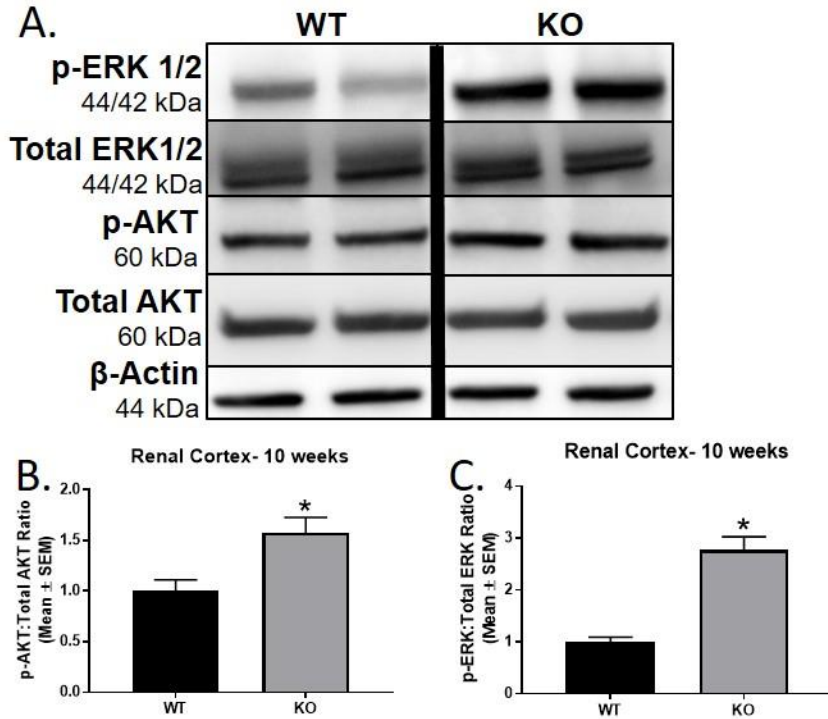 A.
WT KO
p-ERK 1/2
44/42 kDa
Total ERK1/2
44/42 kDa
p-AKT
60 kDa
Total AKT
60 kDa
β-Actin
44 kDa
B.
Renal Cortex- 10 weeks
p-AKT:Total AKT Ratio
(Mean ± SEM)
2.0
1.5
1.0
0.5
0.0
*
WT KO
C.
Renal Cortex- 10 weeks
p-ERK:Total ERK Ratio
(Mean ± SEM)
4
3
2
1
0
*
WT KO